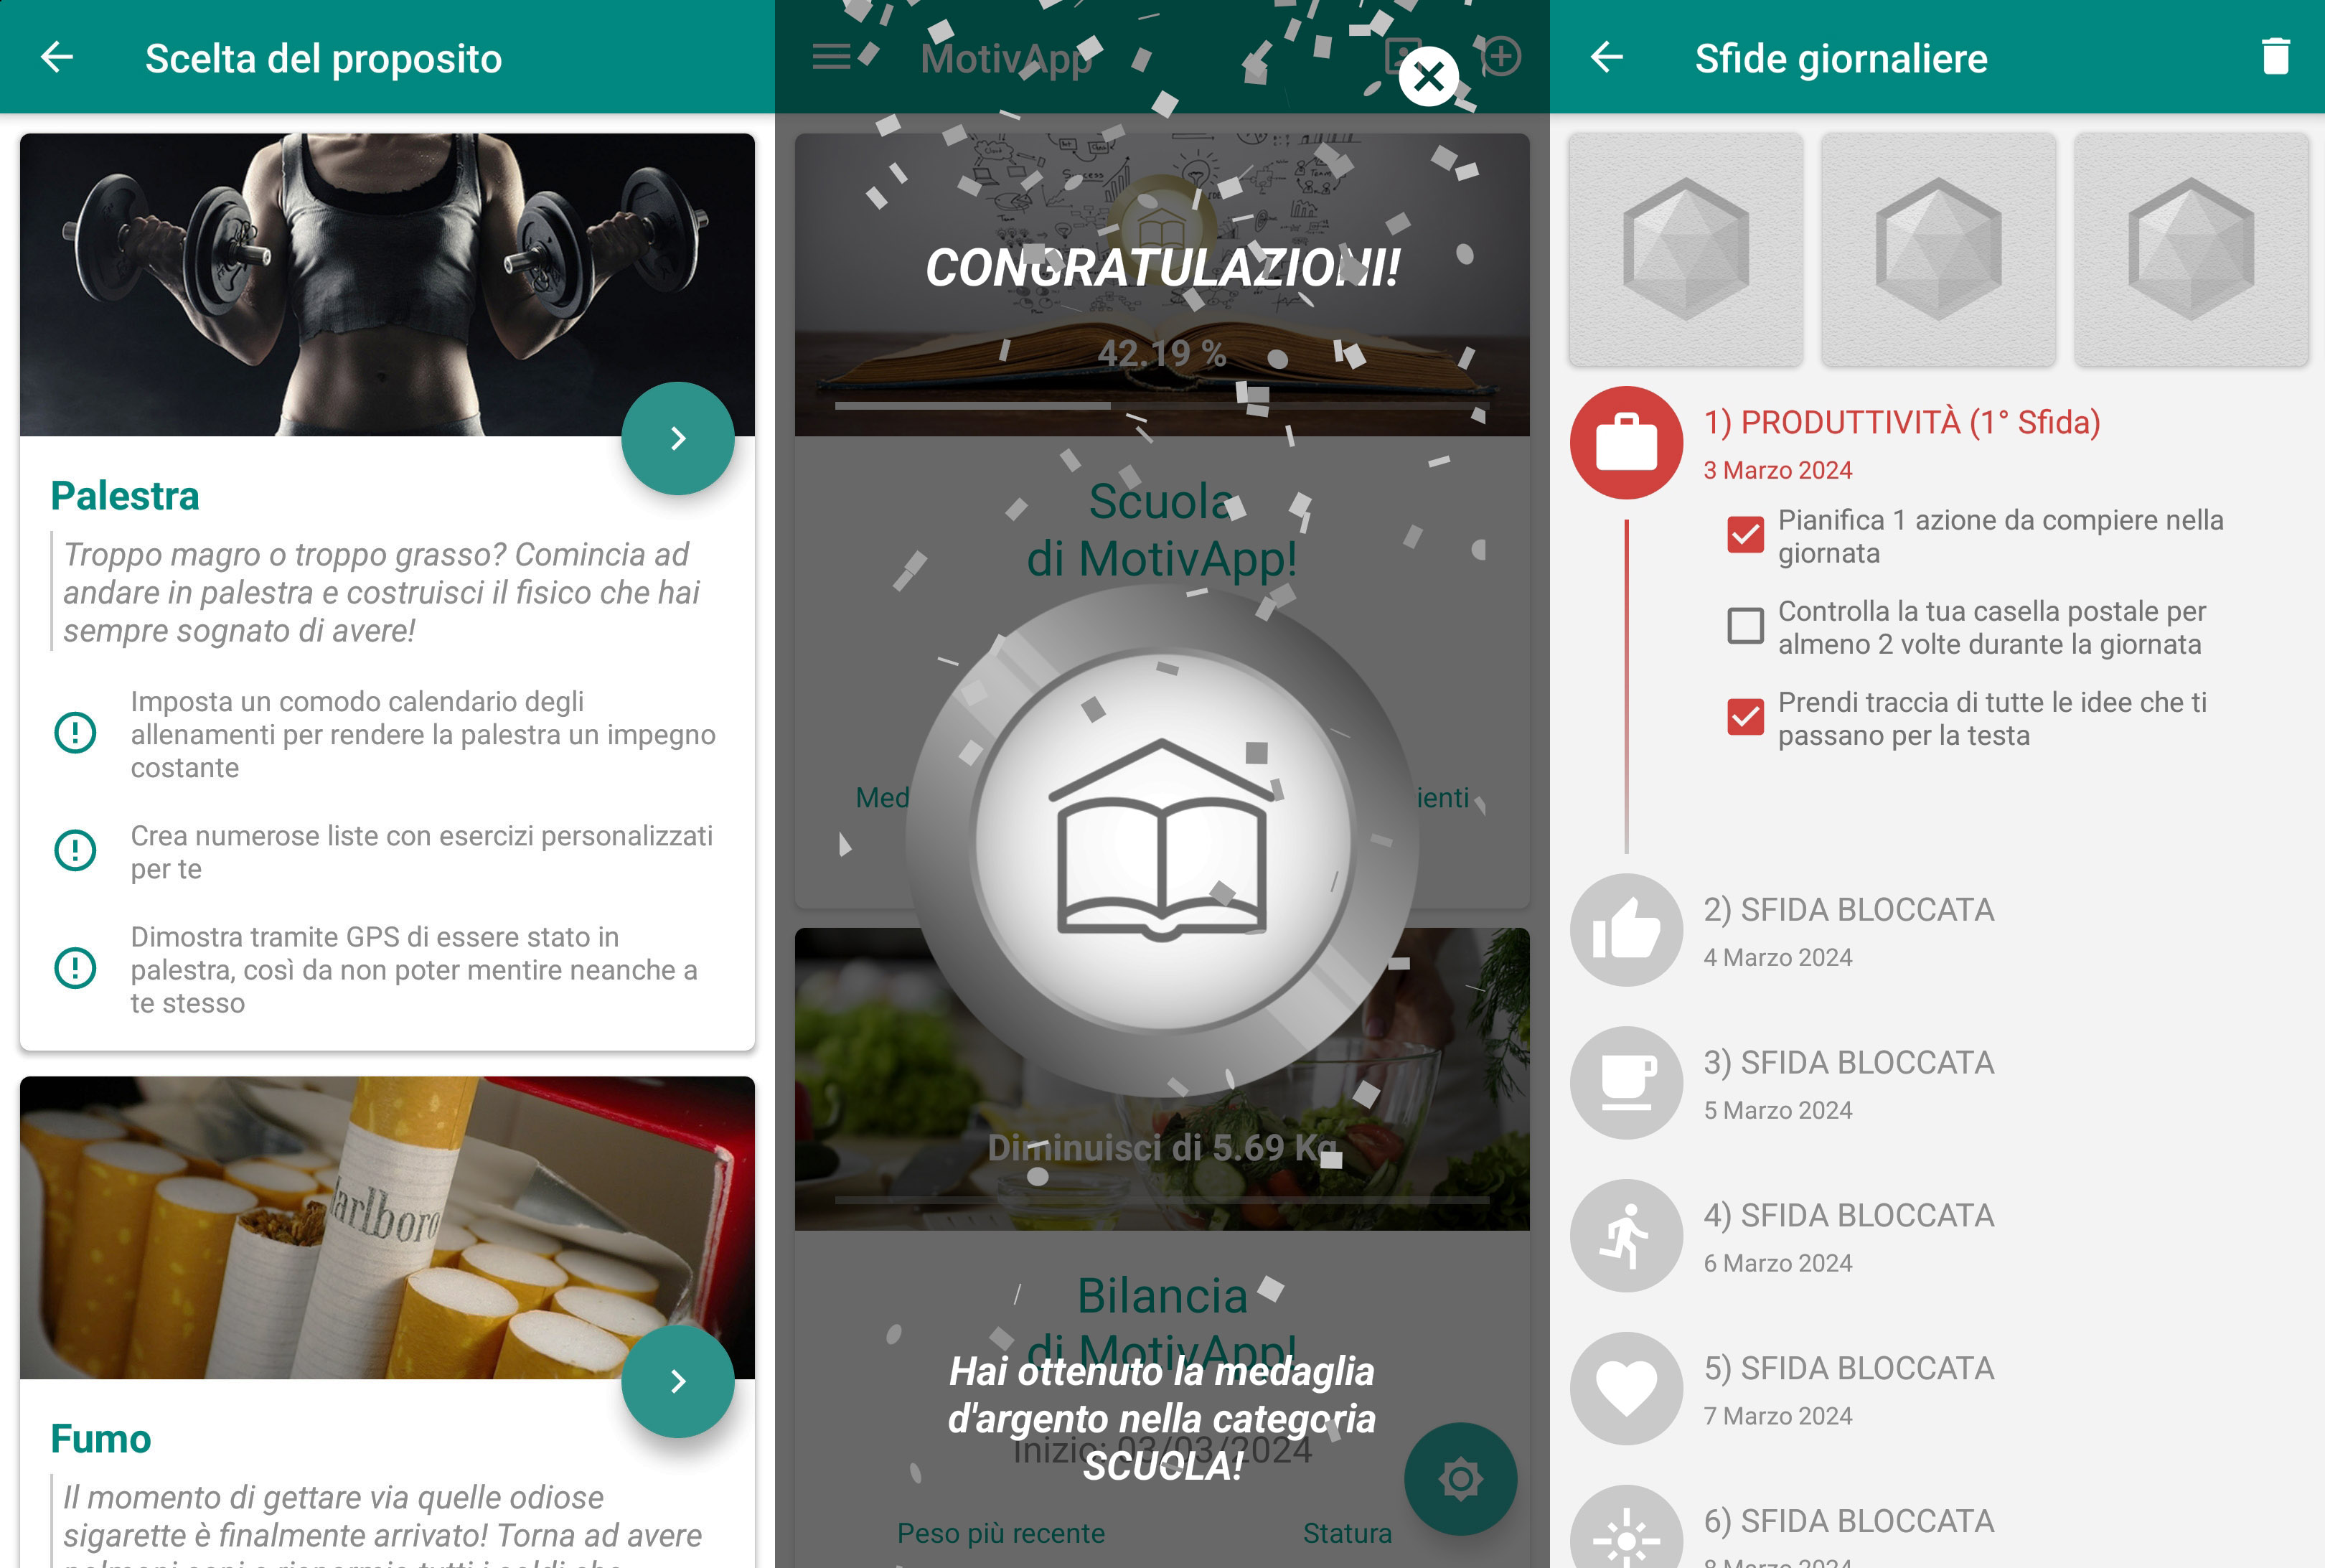 Scelta del proposito
Palestra
Troppo magro o troppo grasso? Comincia ad
andare in palestra e costruisci il fisico che hai
sempre sognato di avere!
Imposta un comodo calendario degli
allenamenti per rendere la palestra un impegno
costante
Crea numerose liste con esercizi personalizzati
per te
Dimostra tramite GPS di essere stato in
palestra, così da non poter mentire neanche a
te stesso
arlboro
Fumo
Il momento di gettare via quelle odiose
sigarette è finalmente arrivato! Torna ad avere
MotivApp
Success
Team
CONGRATULAZIONI!
42.19 %
Scuola
di MotivApp!
Med
ienti
Diminuisci di 5.69 Kg
Bilancia
di MotivApp!
Hai ottenuto la medaglia
d'argento nella categoria
Inizio: 03/03/2024
SCUOLA!
Peso più recente
Statura
Sfide giornaliere
1) PRODUTTIVITÀ (1° Sfida)
3 Marzo 2024
Pianifica 1 azione da compiere nella
giornata
Controlla la tua casella postale per
almeno 2 volte durante la giornata
Prendi traccia di tutte le idee che ti
passano per la testa
2) SFIDA BLOCCATA
4 Marzo 2024
3) SFIDA BLOCCATA
5 Marzo 2024
4) SFIDA BLOCCATA
6 Marzo 2024
5) SFIDA BLOCCATA
7 Marzo 2024
6) SFIDA BLOCCATA
8 Marzo 2024